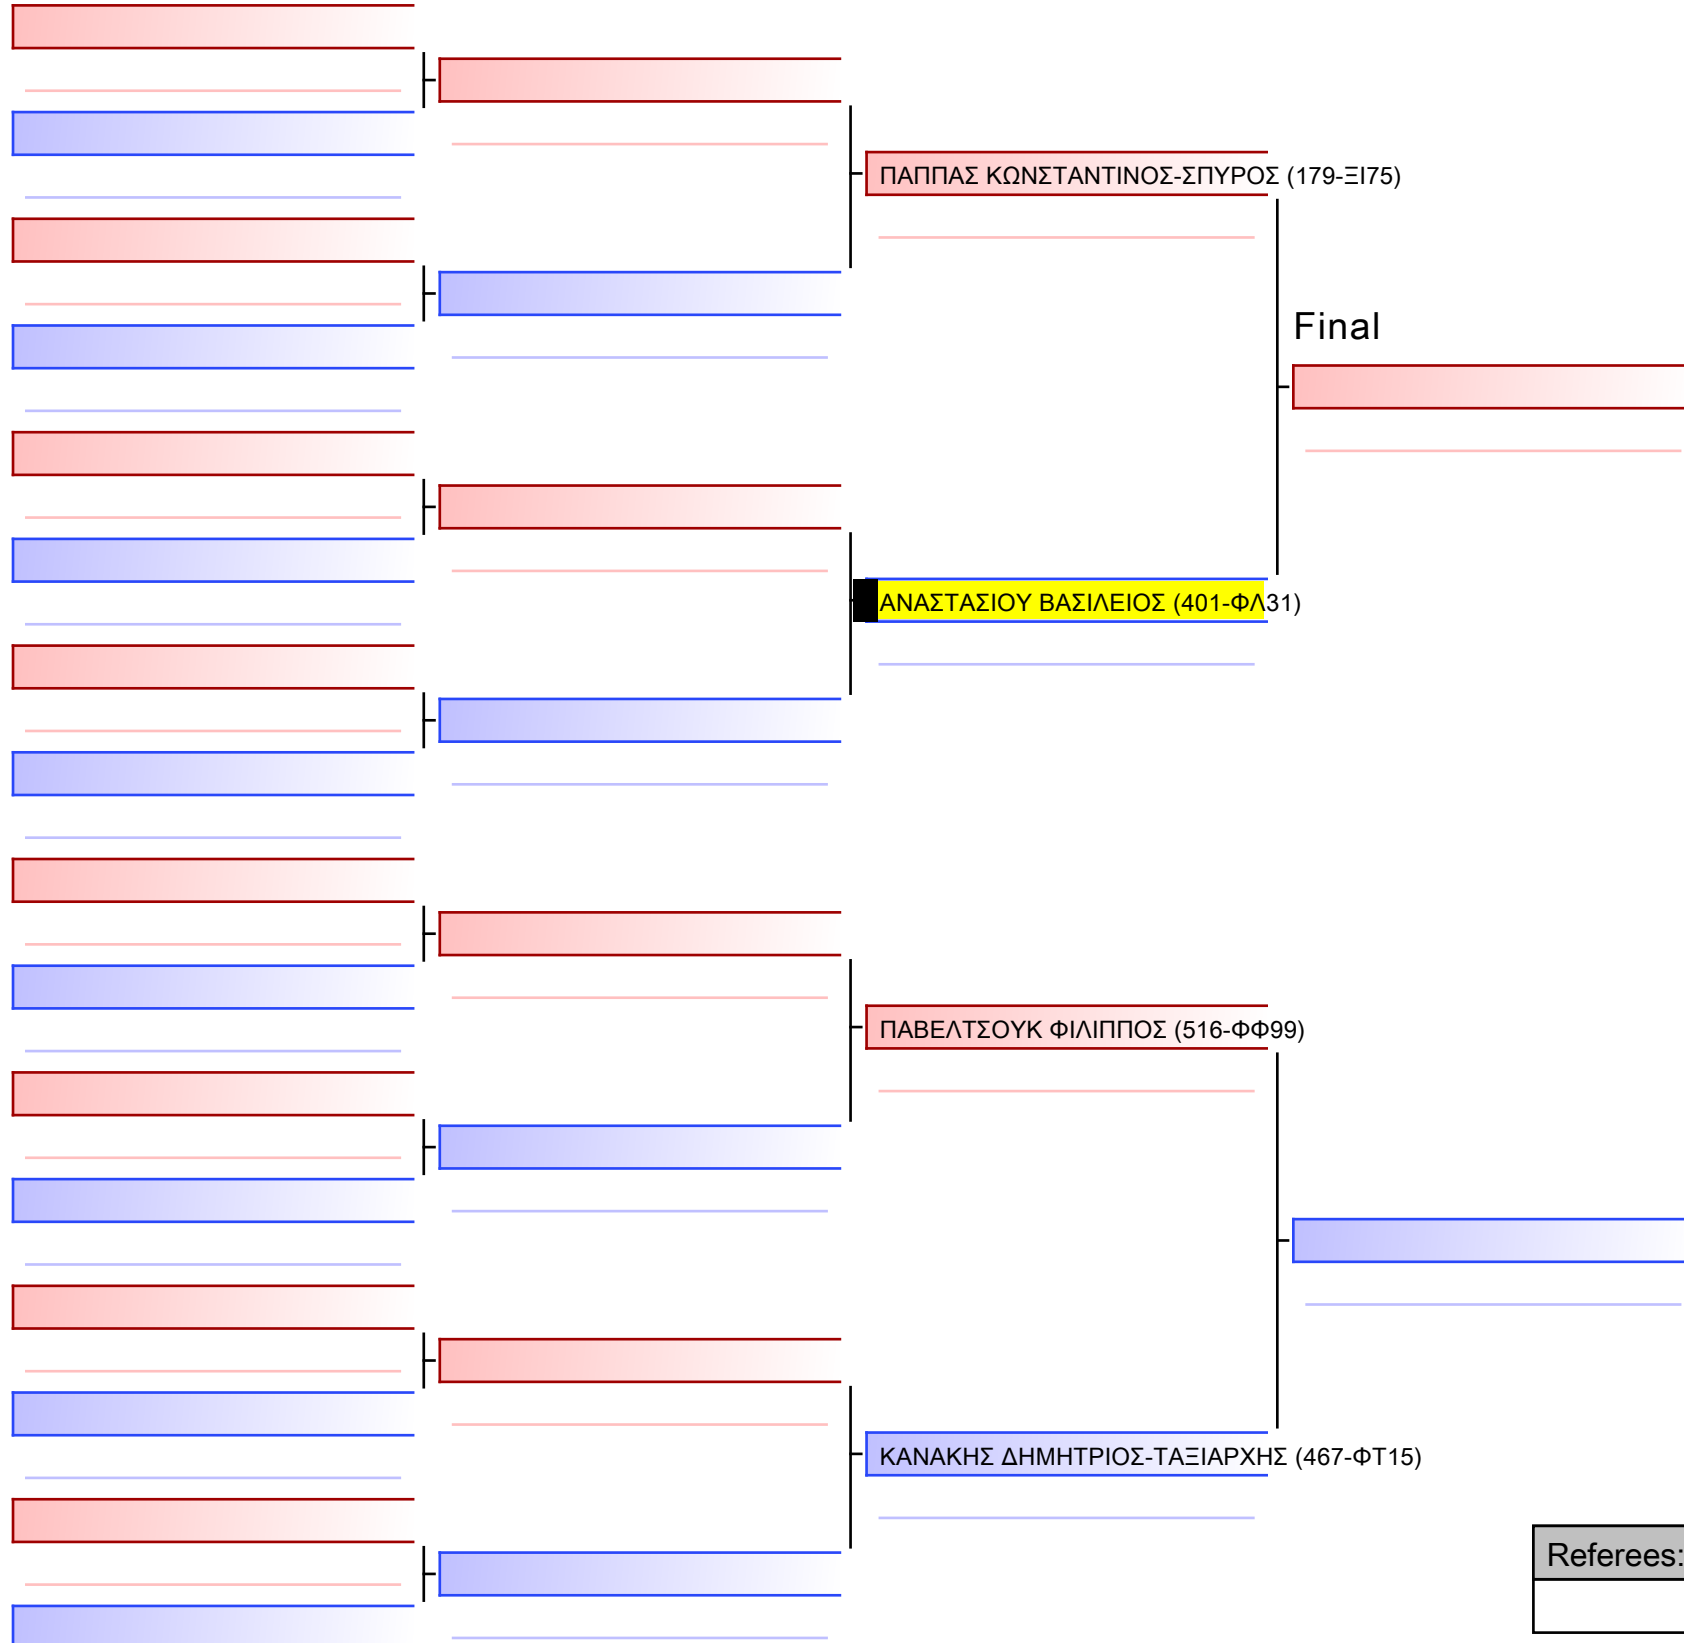 ΠΑΠΠΑΣ ΚΩΝΣΤΑΝΤΙΝΟΣ-ΣΠΥΡΟΣ (179-ΞΙ75)
Final
ΑΝΑΣΤΑΣΙΟΥ ΒΑΣΙΛΕΙΟΣ (401-ΦΛ31)
ΠΑΒΕΛΤΣΟΥΚ ΦΙΛΙΠΠΟΣ (516-ΦΦ99)
ΚΑΝΑΚΗΣ ΔΗΜΗΤΡΙΟΣ-ΤΑΞΙΑΡΧΗΣ (467-ΦΤ15)
Referees: